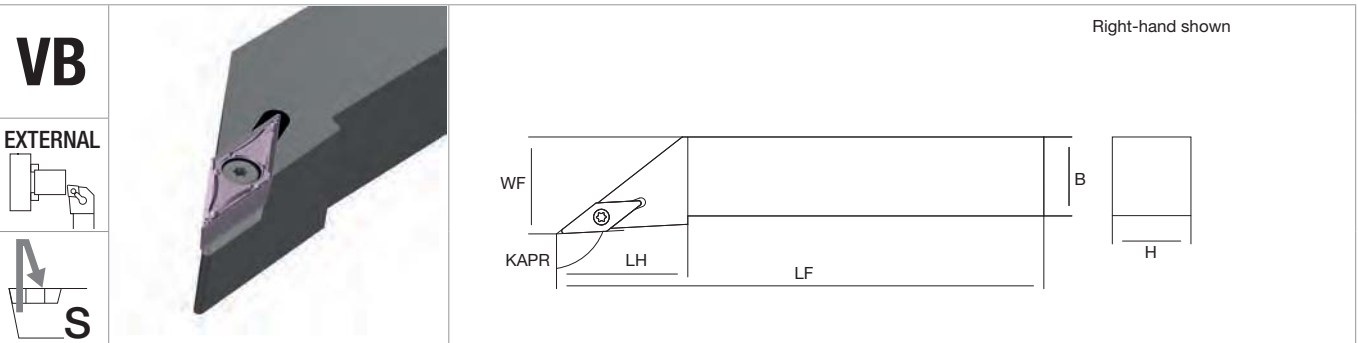 VB
EXTERNAL
S
Right-hand shown
WF
B
KAPR
LH
LF
H